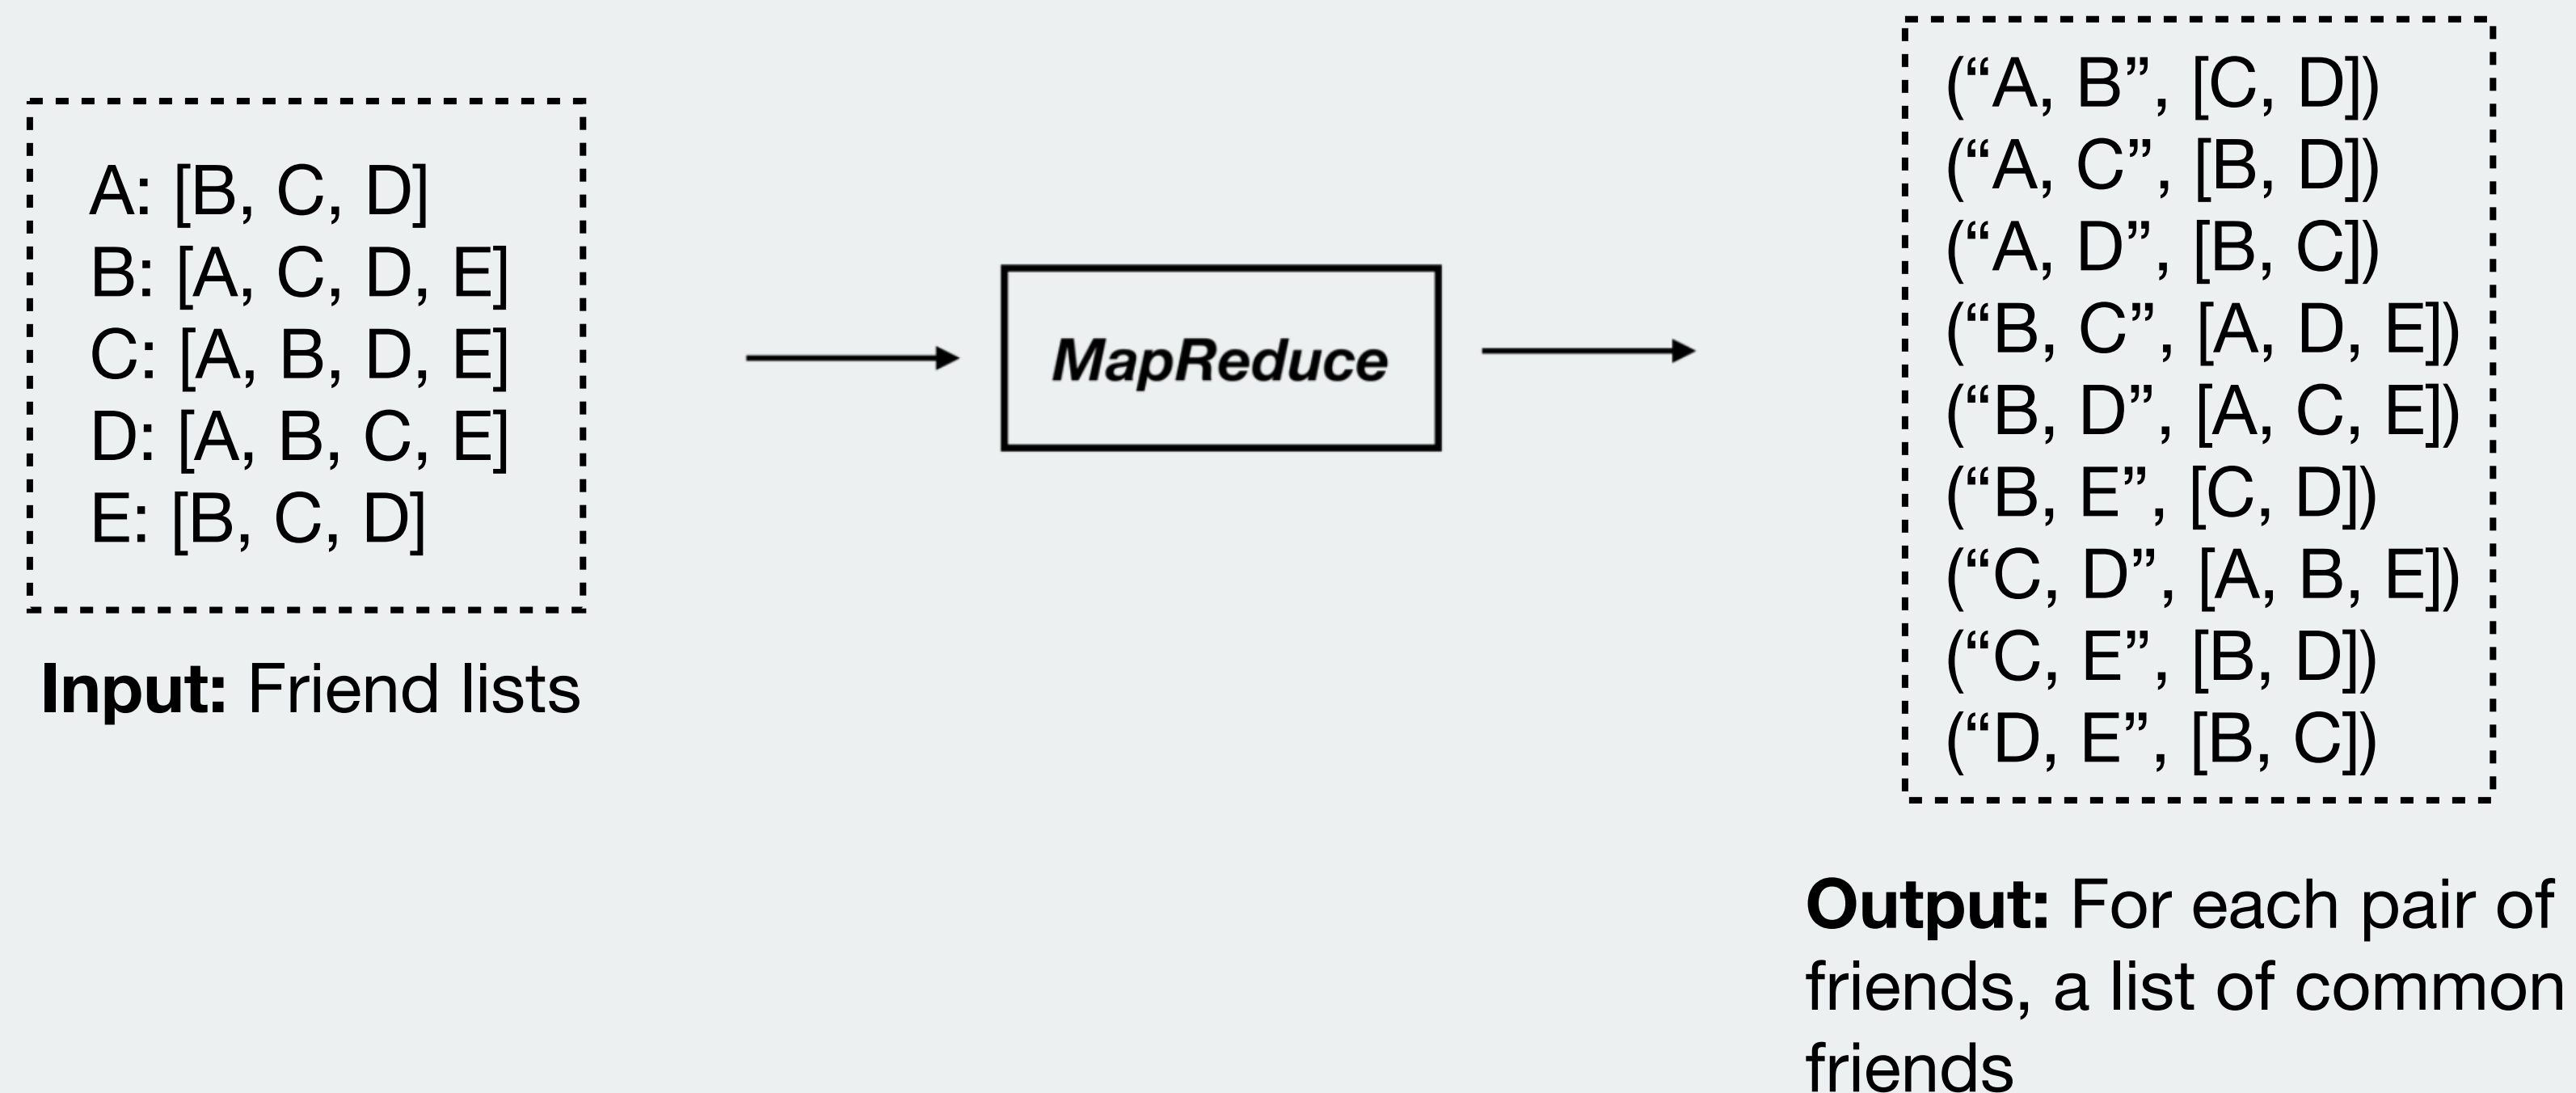 A: [B, C, D]
B: [A, C, D, E]
C: [A, B, D, E]
D: [A, B, C, E]
E: [B, C, D]
Input: Friend lists
MapReduce
(“A, B”, [C, D])
(“A, C”, [B, D])
(“A, D”, [B, C])
(“B, C”, [A, D, E])
(“B, D”, [A, C, E])
(“B, E”, [C, D])
(“C, D”, [A, B, E])
(“C, E”, [B, D])
(“D, E”, [B, C])
Output: For each pair of
friends, a list of common
friends